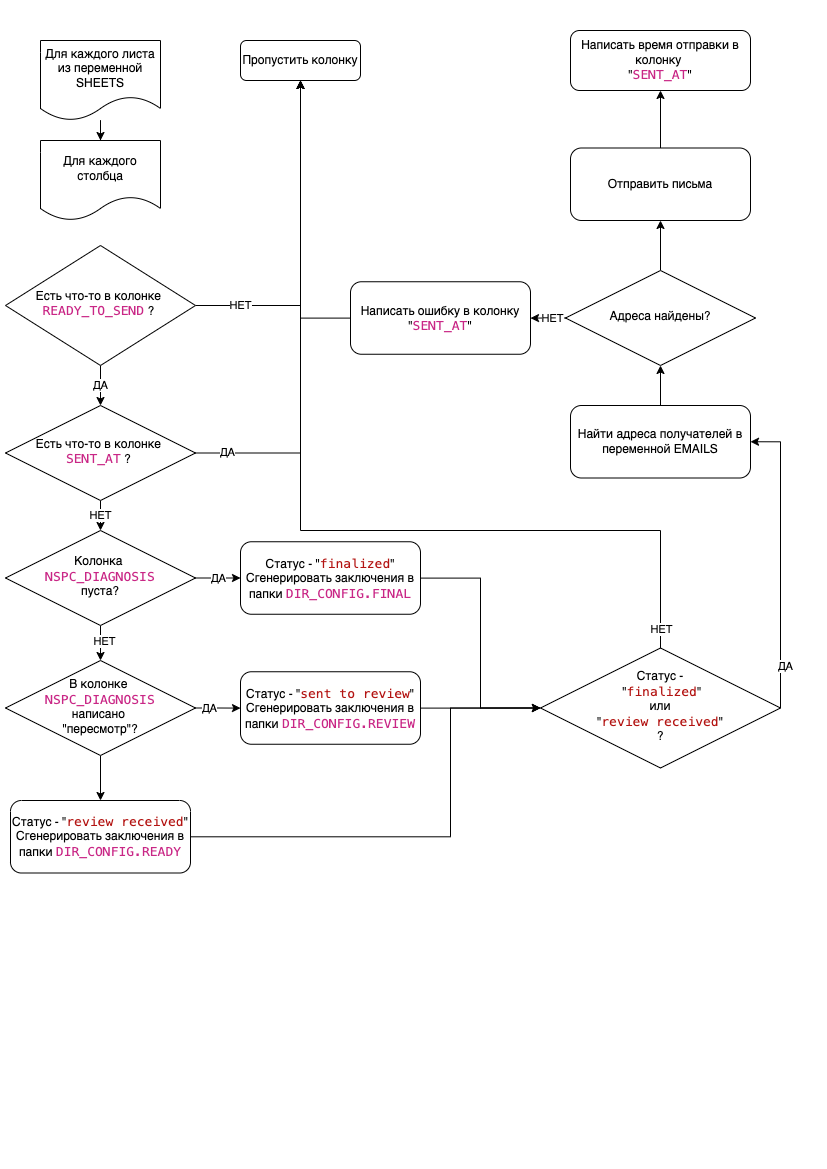 Для каждого листа
из переменной
SHEETS
Для каждого
столбца
Пропустить колонку
Написать время отправки в
колонку
"SENT_AT"
Отправить письма
Есть что-то в колонке
READY_TO_SEND ?
НЕТ
Написать ошибку в колонку
"SENT_AT"
НЕТ
Адреса найдены?
ДА
Есть что-то в колонке
SENT_AT ?
ДА
Найти адреса получателей в
переменной EMAILS
НЕТ
Колонка
NSPC_DIAGNOSIS
пуста?
ДА
Статус - "finalized"
Сгенерировать заключения в
папки DIR_CONFIG.FINAL
НЕТ
НЕТ
В колонке
NSPC_DIAGNOSIS
написано
"пересмотр"?
ДА
Статус - "sent to review"
Сгенерировать заключения в
папки DIR_CONFIG.REVIEW
Статус -
"finalized"
или
"review received"
?
ДА
Статус - "review received"
Сгенерировать заключения в
папки DIR_CONFIG.READY